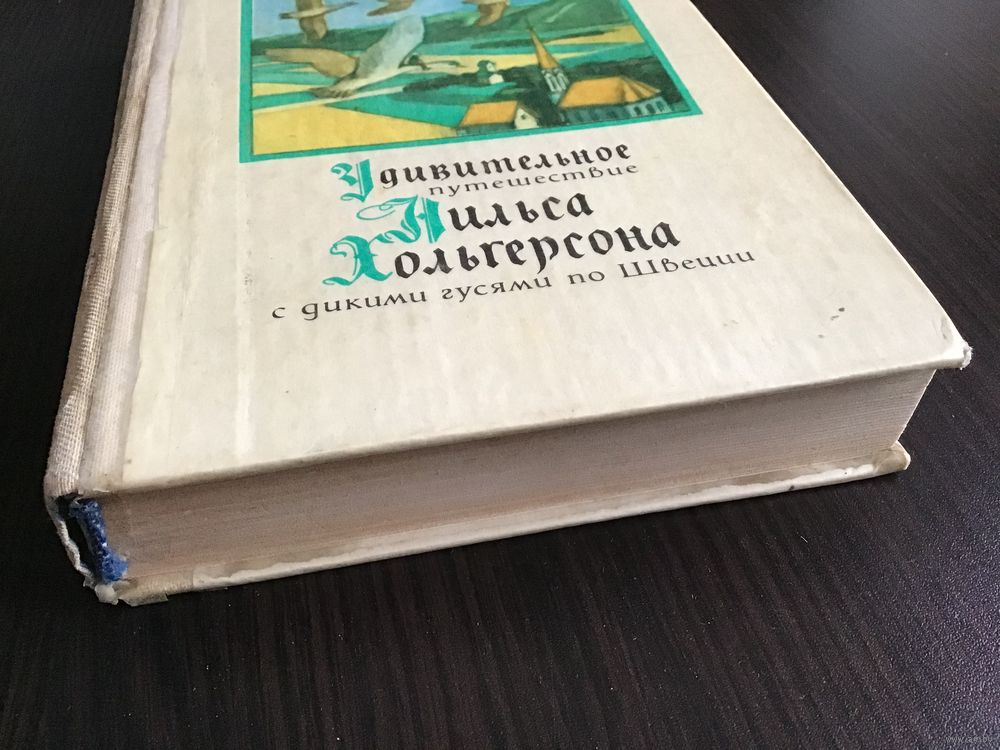 Удивительное
путешествие
Нильса
Хольгерсона
с дикими гусями по Швеции